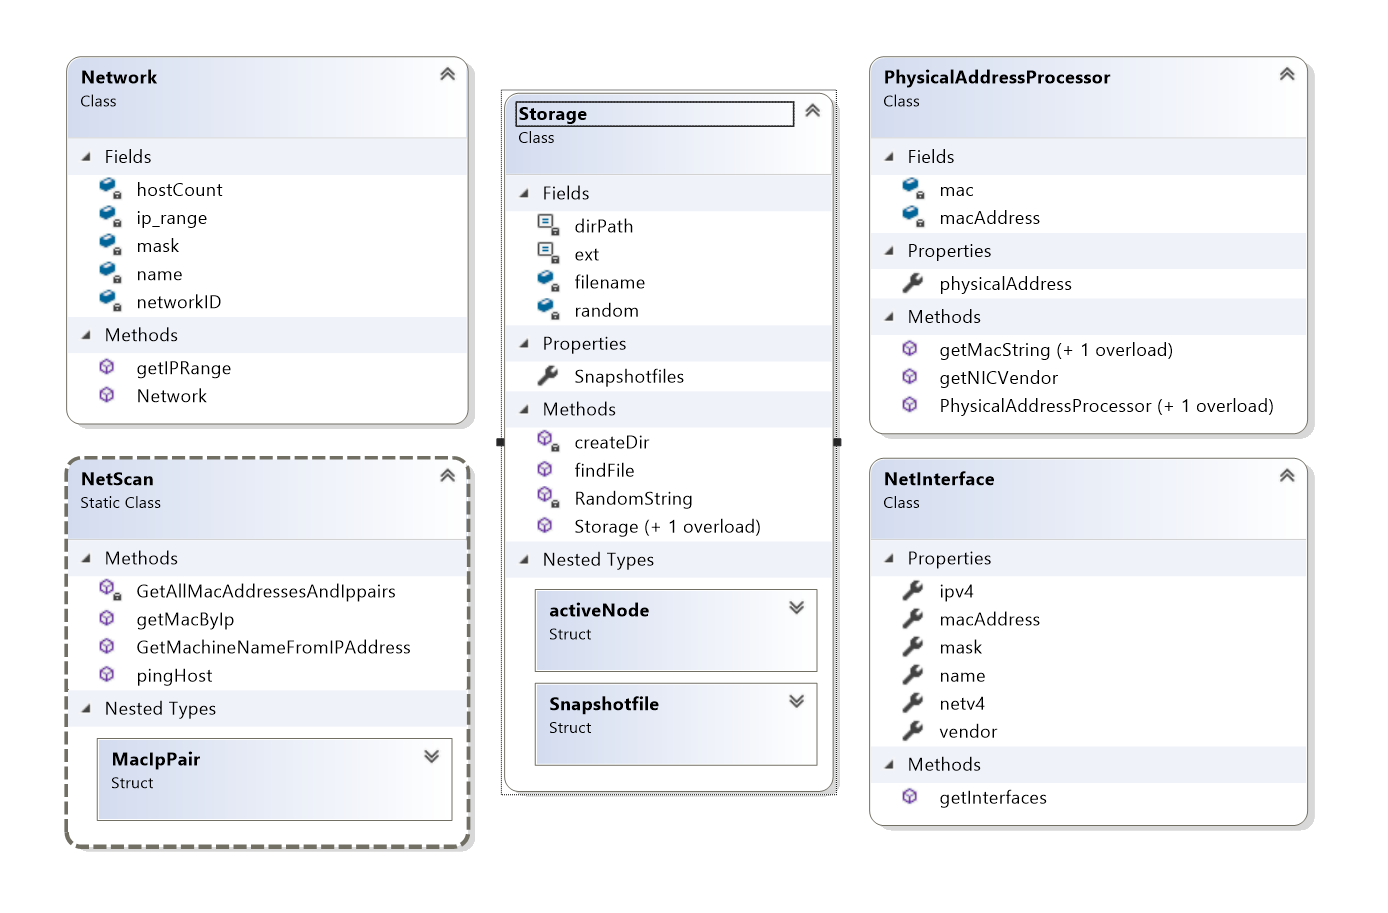 Network
Class
Fields
hostCount
ip_range
mask
name
networkID
Methods
getIPRange
Network
NetScan
Static Class
Methods
GetAllMacAddressesAndIppairs
getMacByIp
GetMachineNameFromIPAddress
pingHost
Nested Types
MacIpPair
Struct
Storage
Class
Fields
dirPath
ext
filename
random
Properties
Snapshotfiles
Methods
createDir
findFile
RandomString
Storage (+ 1 overload)
Nested Types
activeNode
Struct
Snapshotfile
Struct
PhysicalAddressProcessor
Class
Fields
mac
macAddress
Properties
physicalAddress
Methods
getMacString (+ 1 overload)
getNICVendor
PhysicalAddressProcessor (+ 1 overload)
NetInterface
Class
Properties
ipv4
macAddress
mask
name
netv4
vendor
Methods
getInterfaces